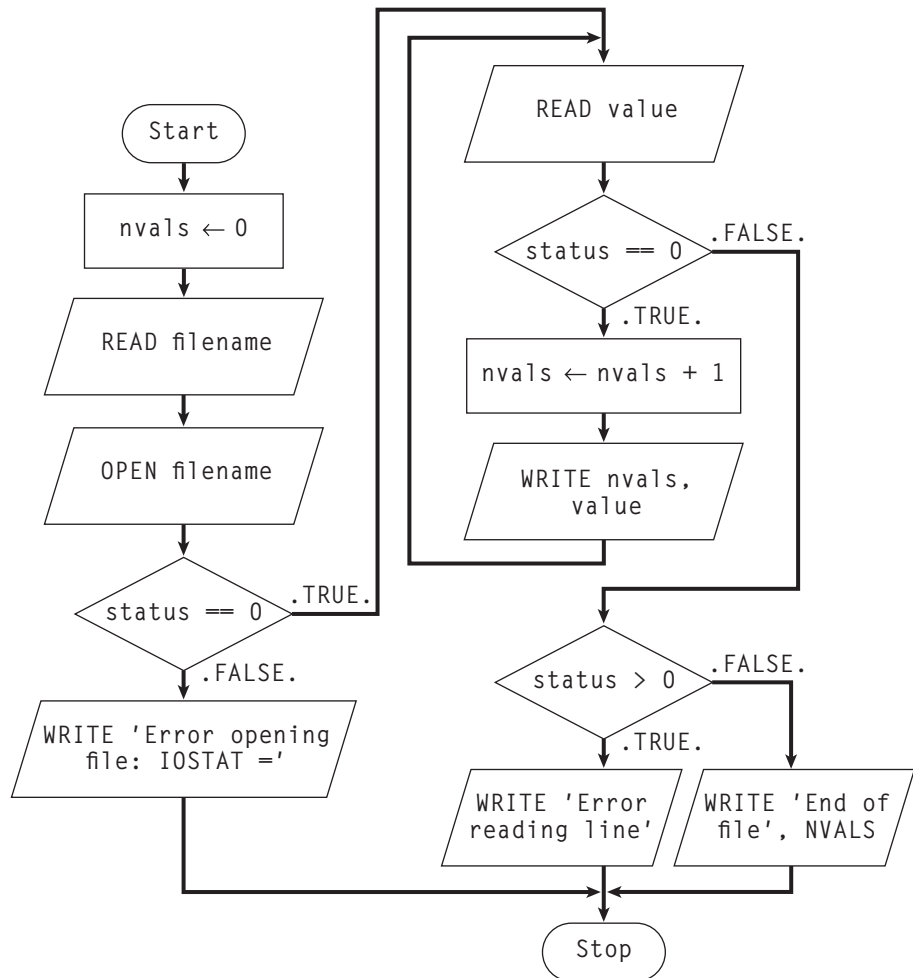 Start
nvals ← 0
READ filename
OPEN filename
status == 0
.TRUE.
.FALSE.
WRITE 'Error opening
file: IOSTAT ='
READ value
status == 0
.FALSE.
.TRUE.
nvals ← nvals + 1
WRITE nvals,
value
status > 0
.FALSE.
.TRUE.
WRITE 'Error
reading line'
WRITE 'End of
file', NVALS
Stop